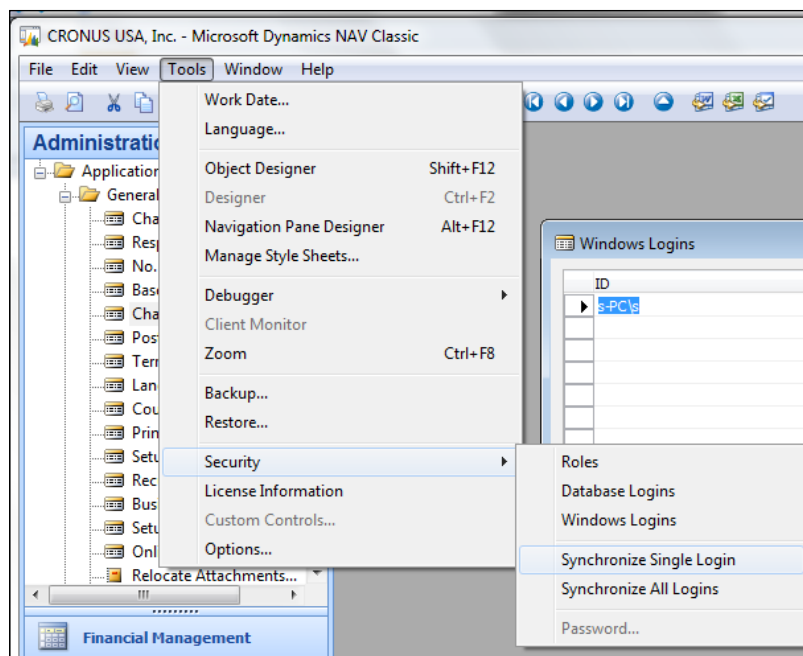 CRONUS USA, Inc. - Microsoft Dynamics NAV Classic
File Edit View Tools Window Help
Work Date...
Language...
Object Designer Shift+F12
Designer Ctrl+F2
Navigation Pane Designer Alt+F12
Manage Style Sheets...
Debugger
Client Monitor
Zoom Ctrl+F8
Backup...
Restore...
Security
License Information
Custom Controls...
Options...
Roles
Database Logins
Windows Logins
Synchronize Single Login
Synchronize All Logins
Password...
Windows Logins
ID
s-PC\s
Administratio
Application
General
Cha
Res
No.
Base
Cha
Post
Terr
Lan
Cou
Prin
Setu
Rec
Bus
Setu
Onl
Relocate Attachments...
Financial Management